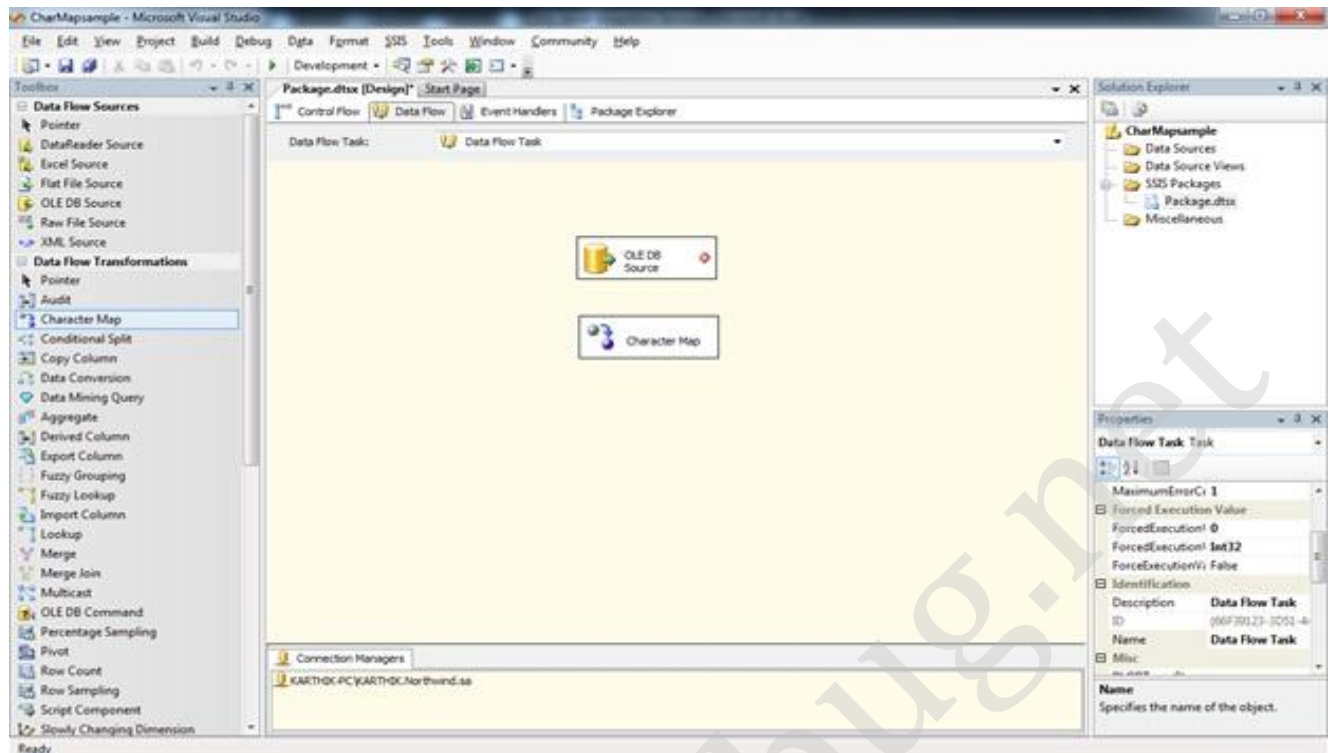 CharMapsample - Microsoft Visual Studio
File Edit View Project Build Debug Data Format SSIS Tools Window Community Help
Development
Toolbox
Data Flow Sources
Pointer
DataReader Source
Excel Source
Flat File Source
OLE DB Source
Raw File Source
XML Source
Data Flow Transformations
Pointer
Audit
Character Map
Conditional Split
Copy Column
Data Conversion
Data Mining Query
Aggregate
Derived Column
Export Column
Fuzzy Grouping
Fuzzy Lookup
Import Column
Lookup
Merge
Merge Join
Multicast
OLE DB Command
Percentage Sampling
Pivot
Row Count
Row Sampling
Script Component
Slowly Changing Dimension
Ready
Package.dtsx [Design]* Start Page
Control Flow Data Flow Event Handlers Package Explorer
Data Flow Task: Data Flow Task
OLE DB
Source
Character Map
Connection Managers
KARTHIK-PC\KARTHIK.Northwind.sa
Solution Explorer
CharMapsample
Data Sources
Data Source Views
SSIS Packages
Package.dtsx
Miscellaneous
Properties
Data Flow Task Task
MaximumErrorC 1
Forced Execution Value
ForcedExecution 0
ForcedExecution Int32
ForceExecutionV False
Identification
Description Data Flow Task
ID
Name Data Flow Task
Misc
Name
Specifies the name of the object.
ug.net